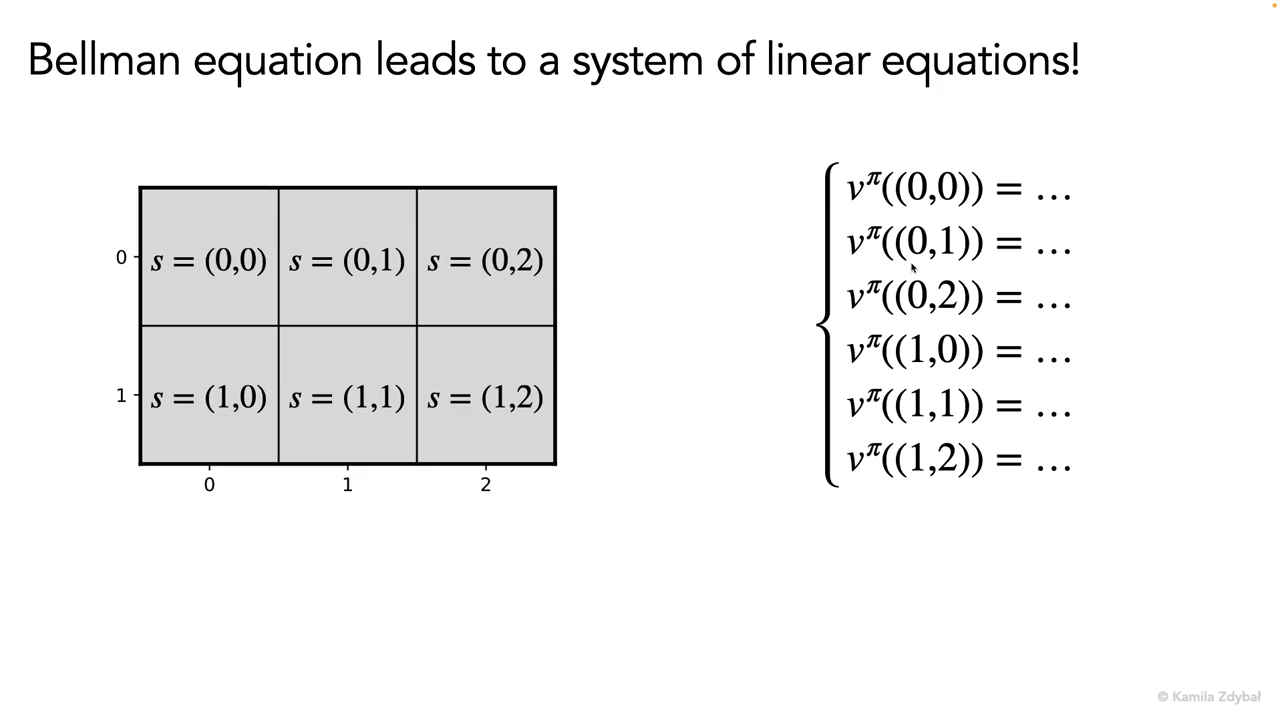 Bellman equation leads to a system of linear equations!
0 s = (0,0) s = (0,1) s = (0,2)
1 s = (1,0) s = (1,1) s = (1,2)
0 1 2
v^π((0,0)) = …
v^π((0,1)) = …
v^π((0,2)) = …
v^π((1,0)) = …
v^π((1,1)) = …
v^π((1,2)) = …
© Kamila Zdybał